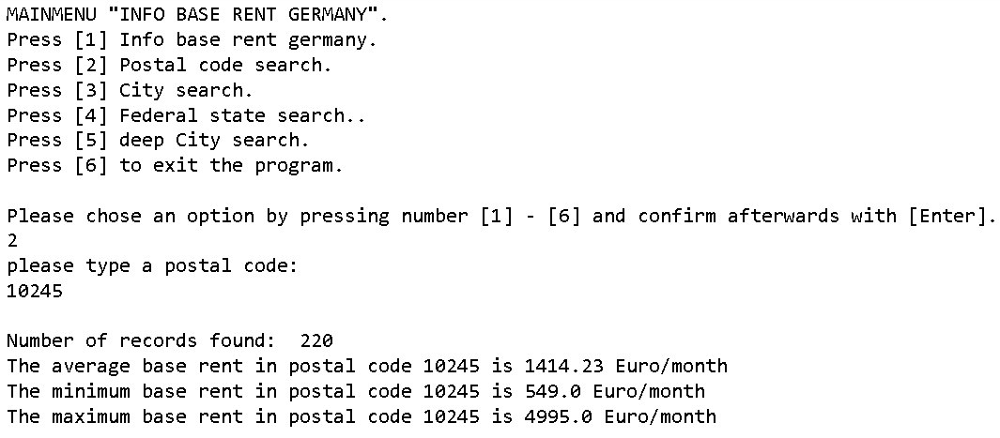 MAINMENU "INFO BASE RENT GERMANY".
Press [1] Info base rent germany.
Press [2] Postal code search.
Press [3] City search.
Press [4] Federal state search..
Press [5] deep City search.
Press [6] to exit the program.
Please chose an option by pressing number [1] - [6] and confirm afterwards with [Enter].
2
please type a postal code:
10245
Number of records found:  220
The average base rent in postal code 10245 is 1414.23 Euro/month
The minimum base rent in postal code 10245 is 549.0 Euro/month
The maximum base rent in postal code 10245 is 4995.0 Euro/month